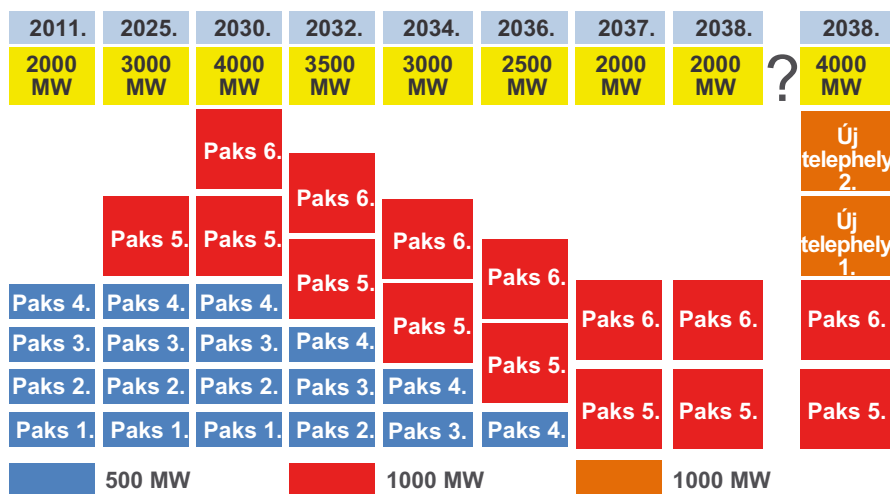 2011. 2025. 2030. 2032. 2034. 2036. 2037. 2038. 2038.
2000 MW 3000 MW 4000 MW 3500 MW 3000 MW 2500 MW 2000 MW 2000 MW ? 4000 MW
Paks 4.
Paks 3.
Paks 2.
Paks 1.
Paks 5.
Paks 4.
Paks 3.
Paks 2.
Paks 1.
Paks 6.
Paks 5.
Paks 4.
Paks 3.
Paks 2.
Paks 1.
Paks 6.
Paks 5.
Paks 4.
Paks 3.
Paks 2.
Paks 6.
Paks 5.
Paks 4.
Paks 3.
Paks 6.
Paks 5.
Paks 4.
Paks 6.
Paks 5.
Paks 6.
Paks 5.
Új
telephely
2.
Új
telephely
1.
Paks 6.
Paks 5.
500 MW 1000 MW 1000 MW